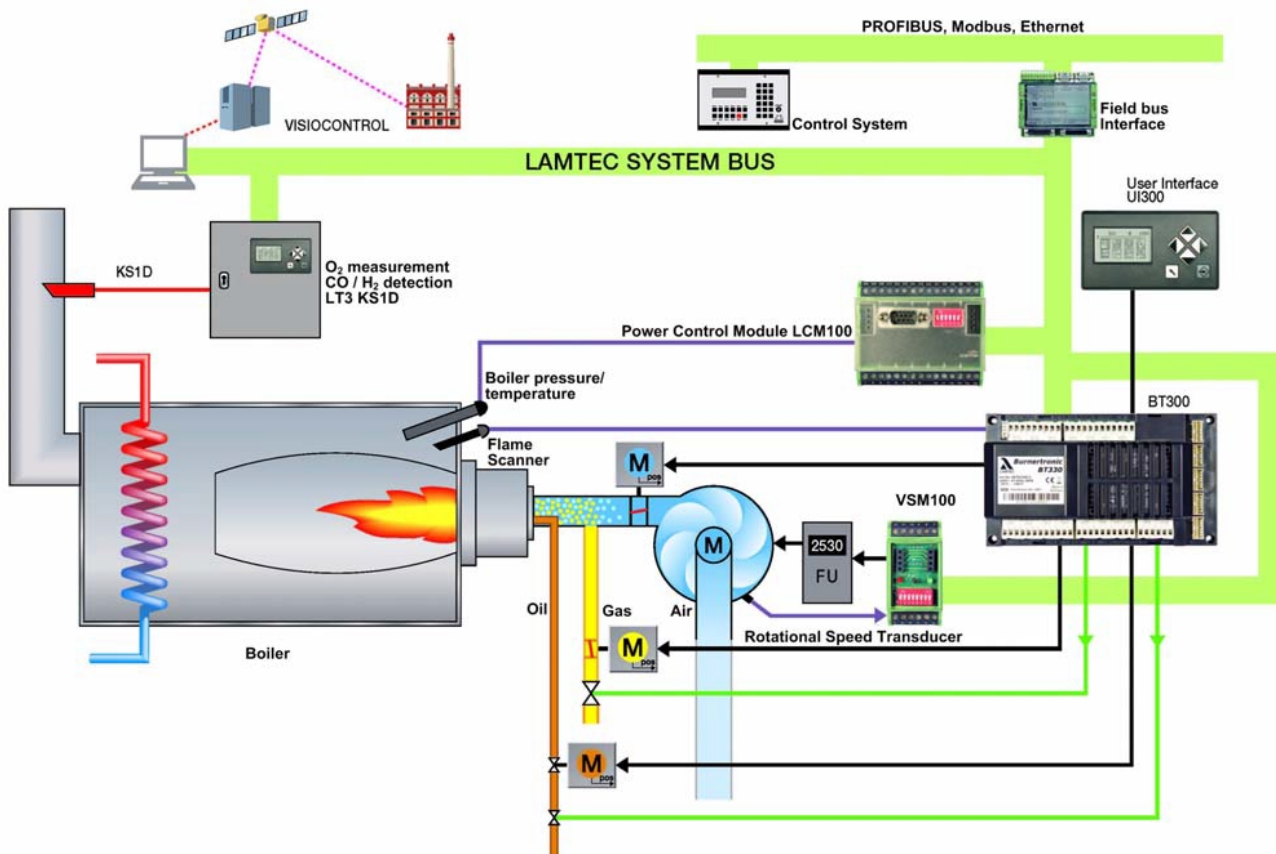 PROFIBUS, Modbus, Ethernet
VISIOCONTROL
Control System
Field bus
Interface
LAMTEC SYSTEM BUS
User Interface
UI300
KS1D
O₂ measurement
CO / H₂ detection
LT3 KS1D
Power Control Module LCM100
Boiler pressure/
temperature
BT300
Flame
Scanner
M
pos
Burnertronic
BT330
VSM100
M
2530
FU
Oil
Gas
Air
Rotational Speed Transducer
M
pos
Boiler
M
pos